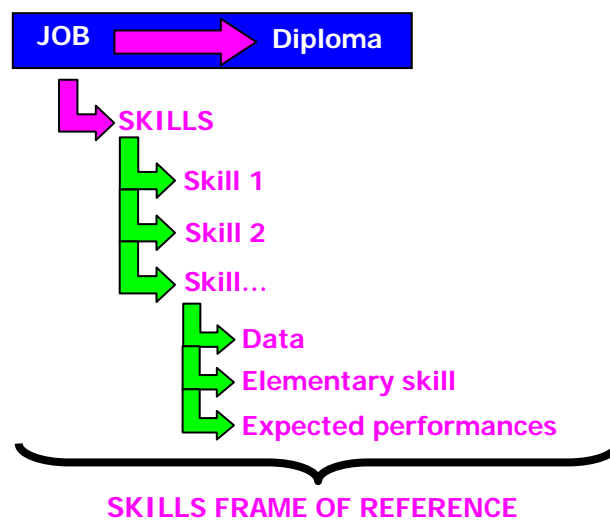 JOB Diploma
SKILLS
Skill 1
Skill 2
Skill...
Data
Elementary skill
Expected performances
SKILLS FRAME OF REFERENCE